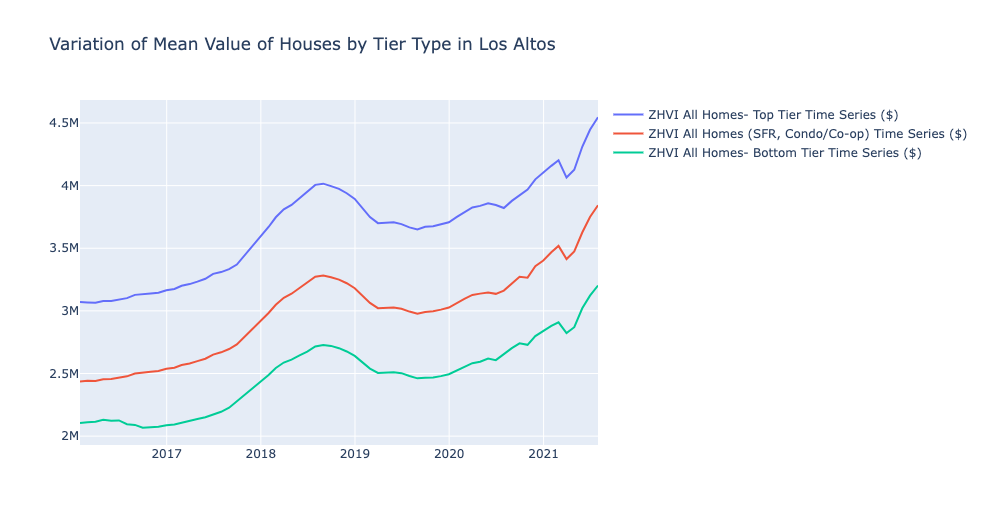 Variation of Mean Value of Houses by Tier Type in Los Altos
4.5M
4M
3.5M
3M
2.5M
2M
2017 2018 2019 2020 2021
ZHVI All Homes- Top Tier Time Series ($)
ZHVI All Homes (SFR, Condo/Co-op) Time Series ($)
ZHVI All Homes- Bottom Tier Time Series ($)